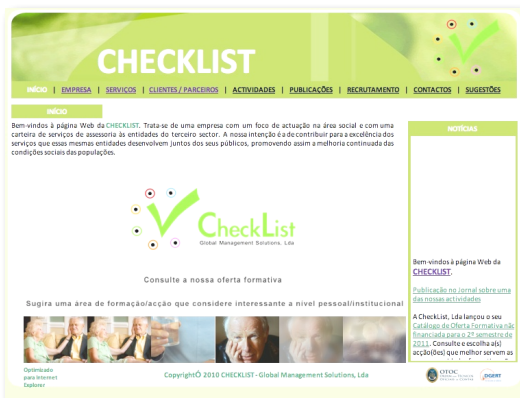 CHECKLIST
INÍCIO | EMPRESA | SERVIÇOS | CLIENTES / PARCEIROS | ACTIVIDADES | PUBLICAÇÕES | RECRUTAMENTO | CONTACTOS | SUGESTÕES
INÍCIO
Bem-vindos à página Web da CHECKLIST. Trata-se de uma empresa com um foco de actuação na área social e com uma
carteira de serviços de assessoria às entidades do terceiro sector. A nossa intenção é a de contribuir para a excelência dos
serviços que essas mesmas entidades desenvolvem juntos dos seus públicos, promovendo assim a melhoria continuada das
condições sociais das populações.
CheckList
Global Management Solutions, Lda
Consulte a nossa oferta formativa
Sugira uma área de formação/acção que considere interessante a nível pessoal/institucional
NOTÍCIAS
Bem-vindos à página Web da
CHECKLIST.
Publicação no Jornal sobre uma
das nossas actividades
A CheckList, Lda lançou o seu
Catálogo de Oferta Formativa não
financiada para o 2º semestre de
2011. Consulte e escolha a(s)
acção(ões) que melhor servem as
Optimizado
para Internet
Explorer
CopyrightÓ 2010 CHECKLIST - Global Management Solutions, Lda
OTOC
DIGERT